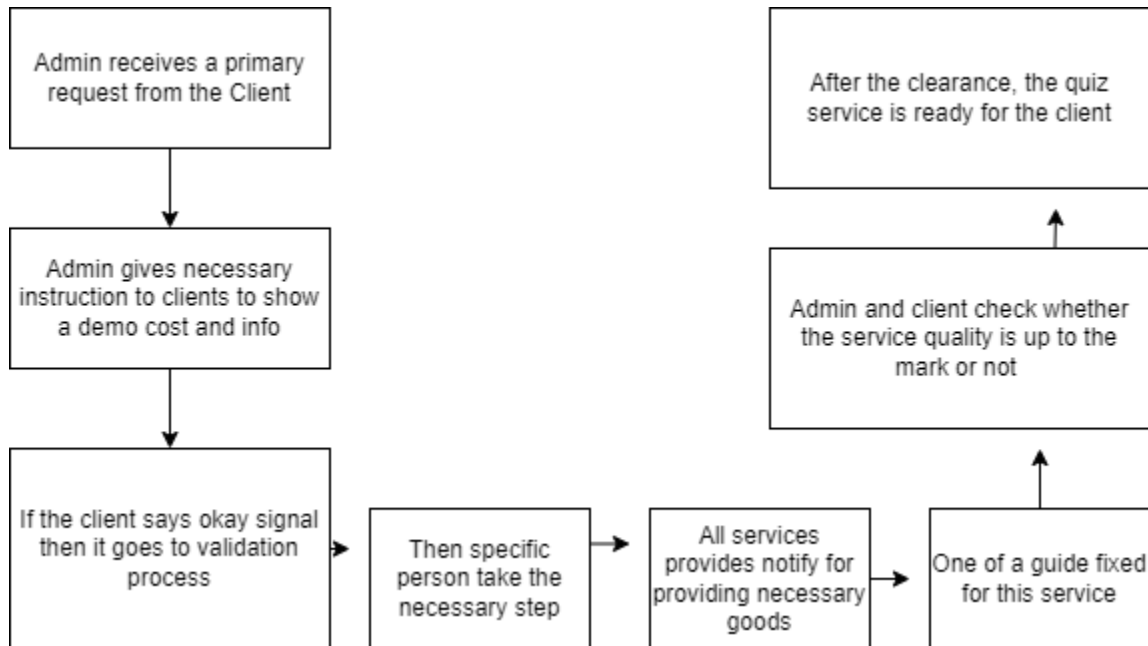 Admin receives a primary
request from the Client
Admin gives necessary
instruction to clients to show
a demo cost and info
If the client says okay signal
then it goes to validation
process
Then specific
person take the
necessary step
All services
provides notify for
providing necessary
goods
One of a guide fixed
for this service
Admin and client check whether
the service quality is up to the
mark or not
After the clearance, the quiz
service is ready for the client